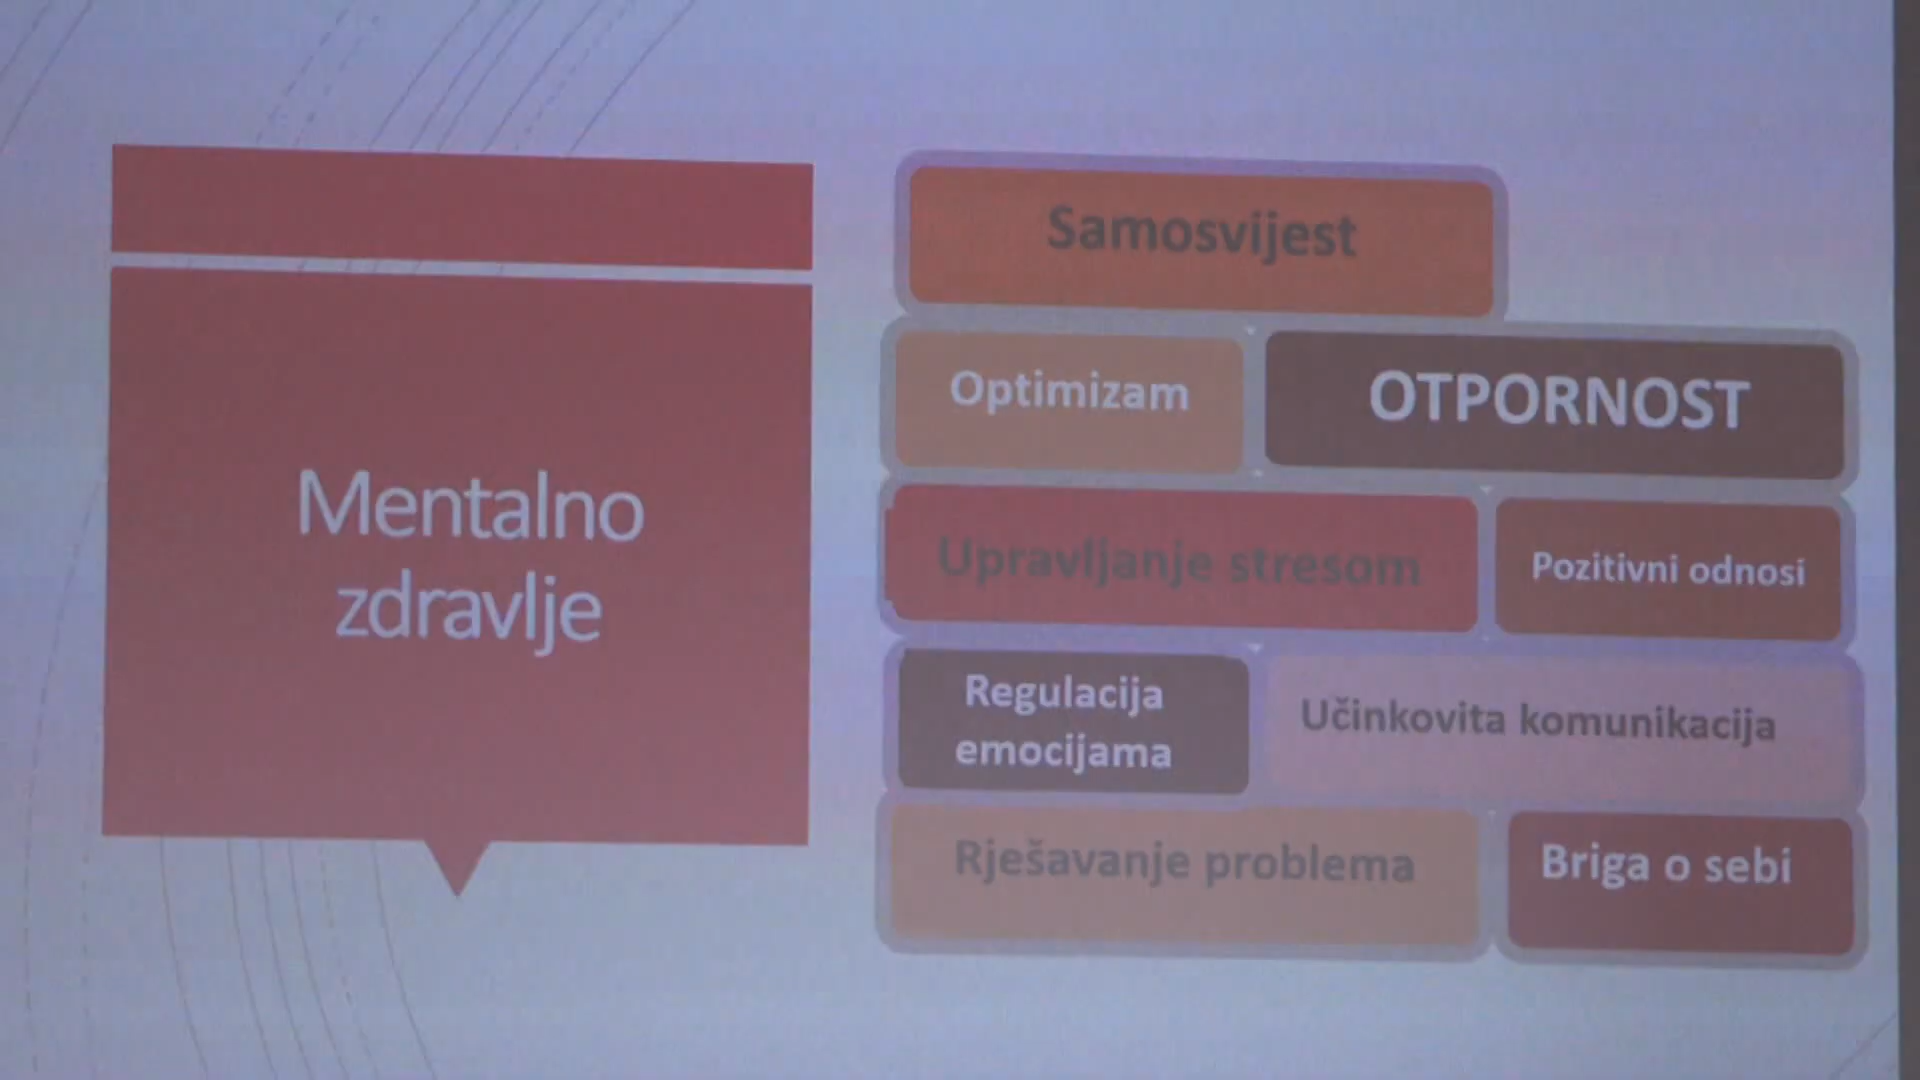 Mentalno
zdravlje
Samosvijest
Optimizam
OTPORNOST
Upravljanje stresom
Pozitivni odnosi
Regulacija
emocijama
Učinkovita komunikacija
Rješavanje problema
Briga o sebi